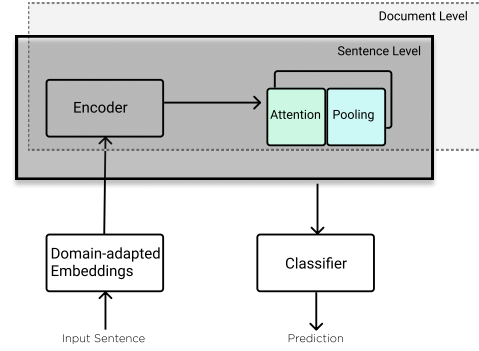 Document Level
Sentence Level
Encoder
Attention
Pooling
Domain-adapted
Embeddings
Classifier
Input Sentence
Prediction